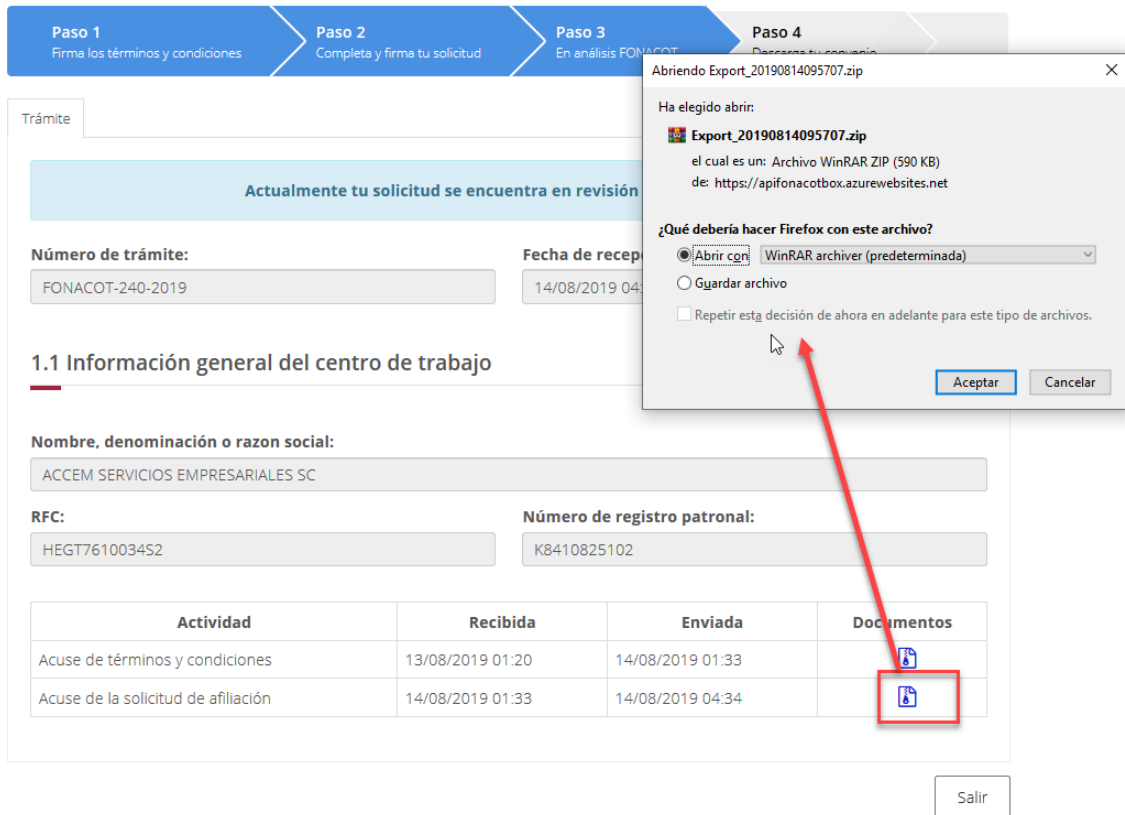 Paso 1
Firma los términos y condiciones
Paso 2
Completa y firma tu solicitud
Paso 3
En análisis FONACOT
Paso 4
Descarga tu convenio
Abriendo Export_20190814095707.zip
Ha elegido abrir:
Export_20190814095707.zip
el cual es un: Archivo WinRAR ZIP (590 KB)
de: https://apifonacotbox.azurewebsites.net
¿Qué debería hacer Firefox con este archivo?
Abrir con WinRAR archiver (predeterminada)
Guardar archivo
Repetir esta decisión de ahora en adelante para este tipo de archivos.
Aceptar Cancelar
Trámite
Actualmente tu solicitud se encuentra en revisión
Número de trámite: Fecha de recep
FONACOT-240-2019 14/08/2019 04:
1.1 Información general del centro de trabajo
Nombre, denominación o razon social:
ACCEM SERVICIOS EMPRESARIALES SC
RFC: Número de registro patronal:
HEGT7610034S2 K8410825102
Actividad Recibida Enviada Documentos
Acuse de términos y condiciones 13/08/2019 01:20 14/08/2019 01:33
Acuse de la solicitud de afiliación 14/08/2019 01:33 14/08/2019 04:34
Salir